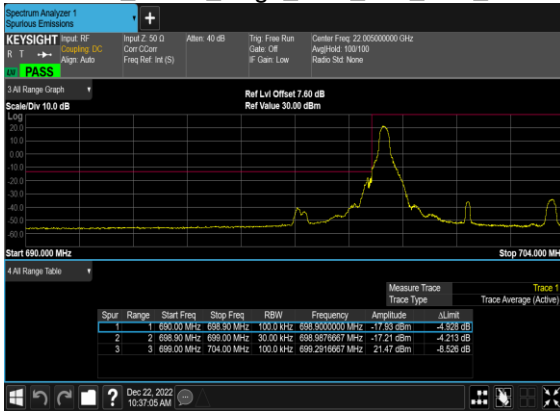 Spectrum Analyzer 1
Spurious Emissions
+
KEYSIGHT Input: RF Input Z: 50 Ω Atten: 40 dB Trig: Free Run Center Freq: 22.005000000 GHz
R T Coupling: DC Corr CCorr Gate: Off Avg|Hold: 100/100
Align: Auto Freq Ref: Int (S) IF Gain: Low Radio Std: None
PASS
3 All Range Graph
Ref Lvl Offset 7.60 dB
Scale/Div 10.0 dB Ref Value 30.00 dBm
Log
20.0
10.0
0.00
-10.0
-20.0
-30.0
-40.0
-50.0
-60.0
Start 690.000 MHz Stop 704.000 MH
4 All Range Table
Measure Trace Trace 1
Trace Type Trace Average (Active)
Spur Range Start Freq Stop Freq RBW Frequency Amplitude ΔLimit
1 1 690.00 MHz 698.90 MHz 100.0 kHz 698.9000000 MHz -17.93 dBm -4.928 dB
2 2 698.90 MHz 699.00 MHz 30.00 kHz 698.9876667 MHz -17.21 dBm -4.213 dB
3 3 699.00 MHz 704.00 MHz 100.0 kHz 699.2916667 MHz 21.47 dBm -8.526 dB
? Dec 22, 2022
10:37:05 AM